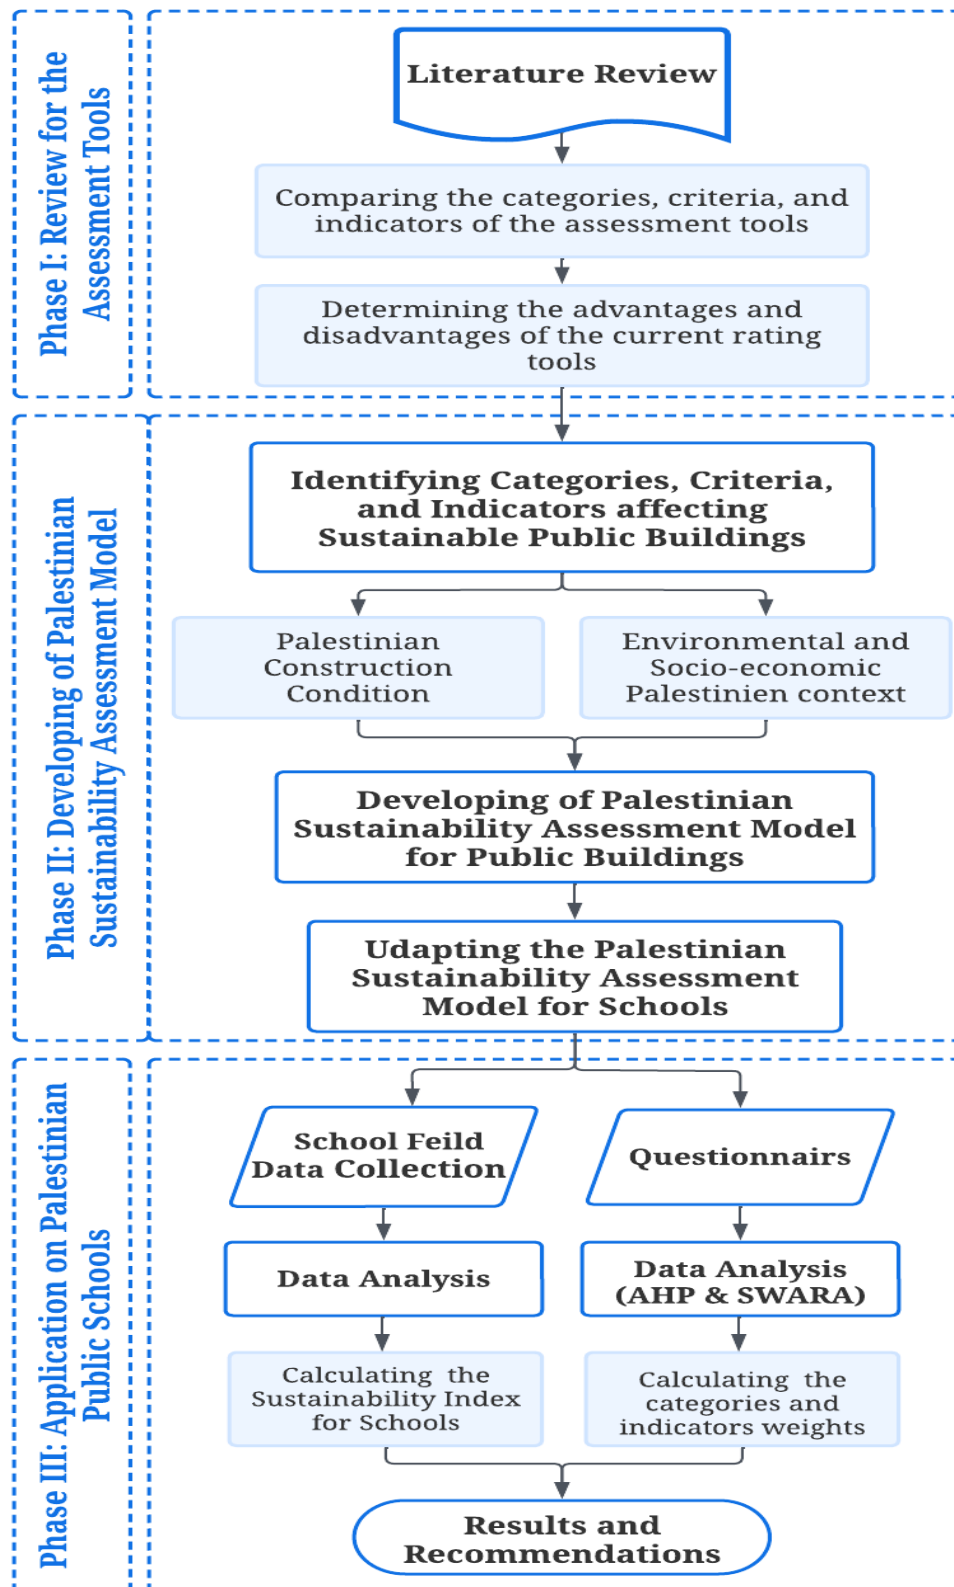 Phase I: Review for the
Assessment Tools
Literature Review
Comparing the categories, criteria, and
indicators of the assessment tools
Determining the advantages and
disadvantages of the current rating
tools
Phase II: Developing of Palestinian
Sustainability Assessment Model
Identifying Categories, Criteria,
and Indicators affecting
Sustainable Public Buildings
Palestinian
Construction
Condition
Environmental and
Socio-economic
Palestinien context
Developing of Palestinian
Sustainability Assessment Model
for Public Buildings
Udapting the Palestinian
Sustainability Assessment
Model for Schools
Phase III: Application on Palestinian
Public Schools
School Feild
Data Collection
Questionnairs
Data Analysis
Data Analysis
(AHP & SWARA)
Calculating the
Sustainability Index
for Schools
Calculating the
categories and
indicators weights
Results and
Recommendations